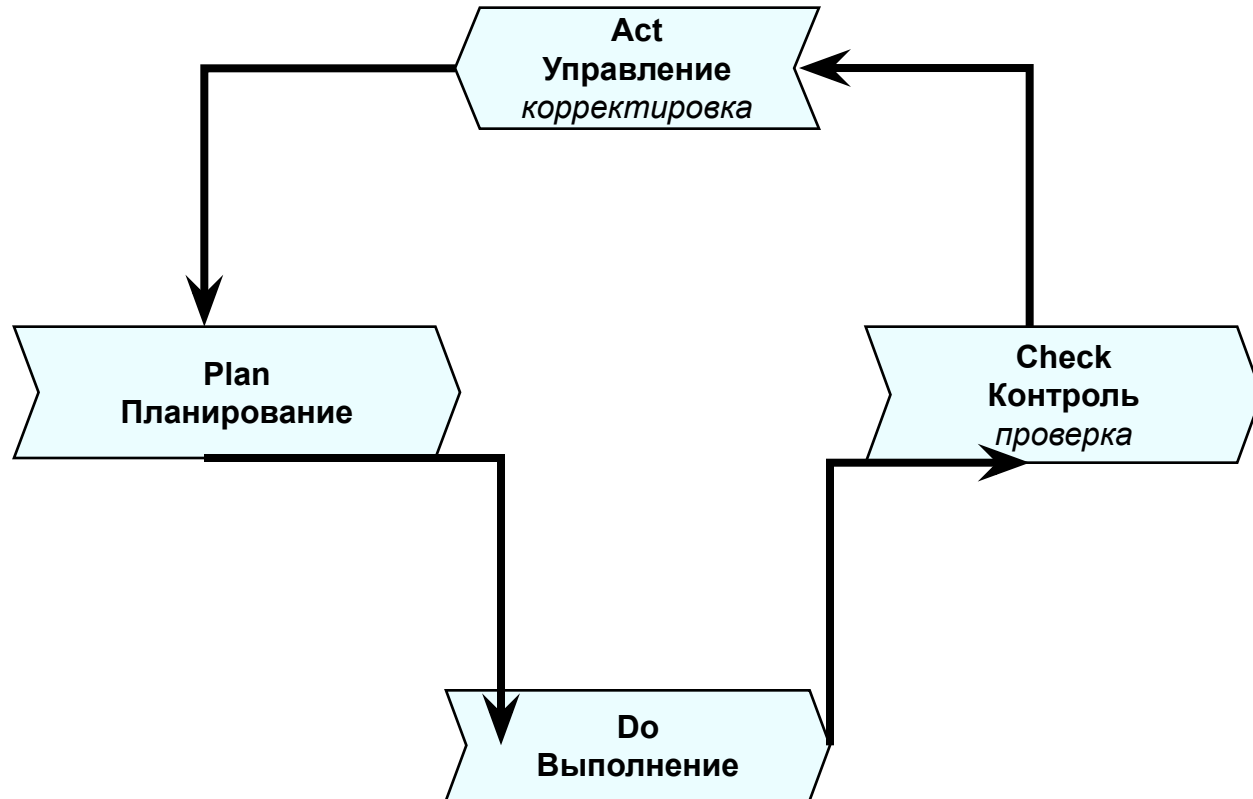 Act
Управление
корректировка
Plan
Планирование
Check
Контроль
проверка
Do
Выполнение